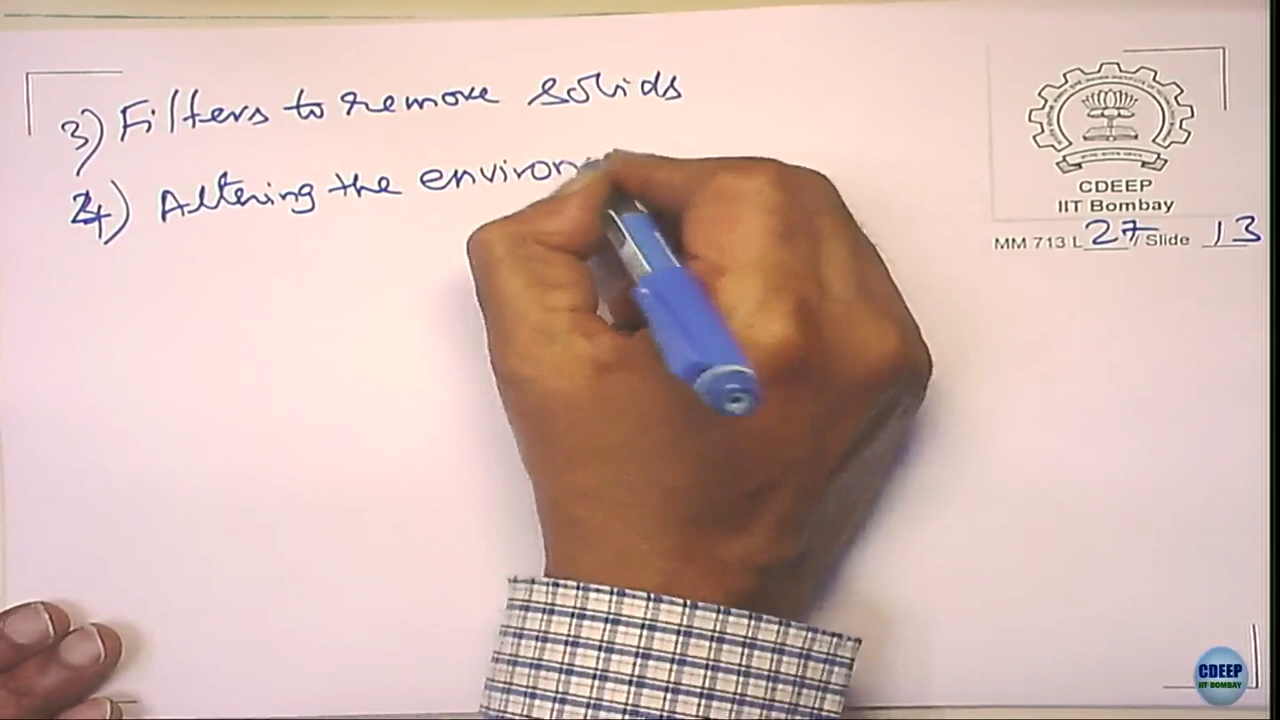 3) Filters to remove solids
4) Altering the environ
CDEEP
IIT Bombay
MM 713 L 27 / Slide 13
CDEEP
IIT BOMBAY